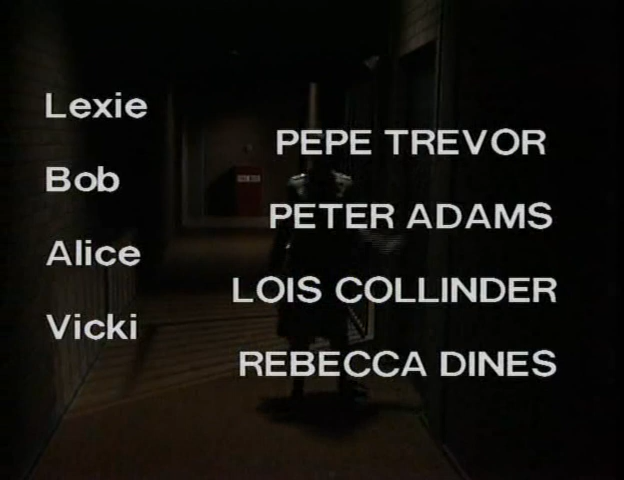 Lexie
PEPE TREVOR
Bob
PETER ADAMS
Alice
LOIS COLLINDER
Vicki
REBECCA DINES